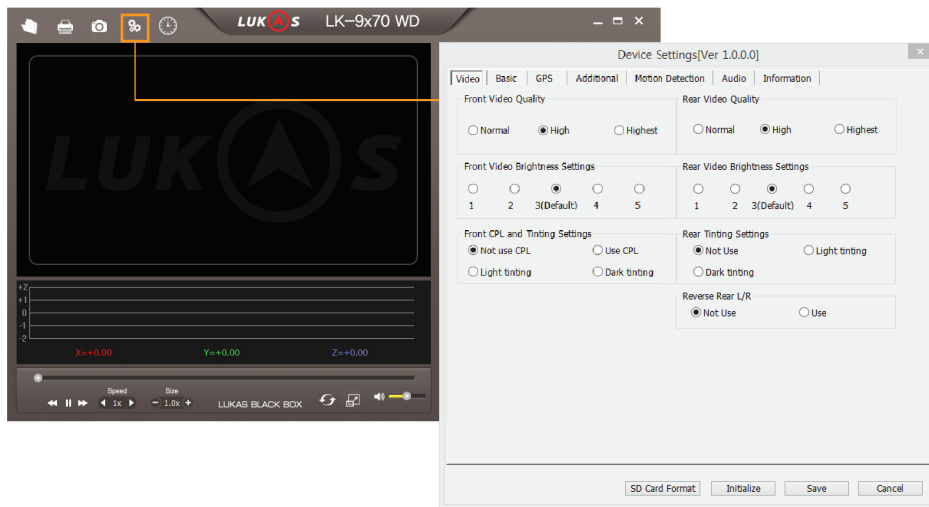 LUKAS LK-9x70 WD
LUKAS
+2
+1
0
-1
-2
X=+0.00 Y=+0.00 Z=+0.00
Speed Size
1x 1.0x
LUKAS BLACK BOX
Device Settings[Ver 1.0.0.0]
Video Basic GPS Additional Motion Detection Audio Information
Front Video Quality
Normal High Highest
Rear Video Quality
Normal High Highest
Front Video Brightness Settings
1 2 3(Default) 4 5
Rear Video Brightness Settings
1 2 3(Default) 4 5
Front CPL and Tinting Settings
Not use CPL Use CPL
Light tinting Dark tinting
Rear Tinting Settings
Not Use Light tinting
Dark tinting
Reverse Rear L/R
Not Use Use
SD Card Format Initialize Save Cancel